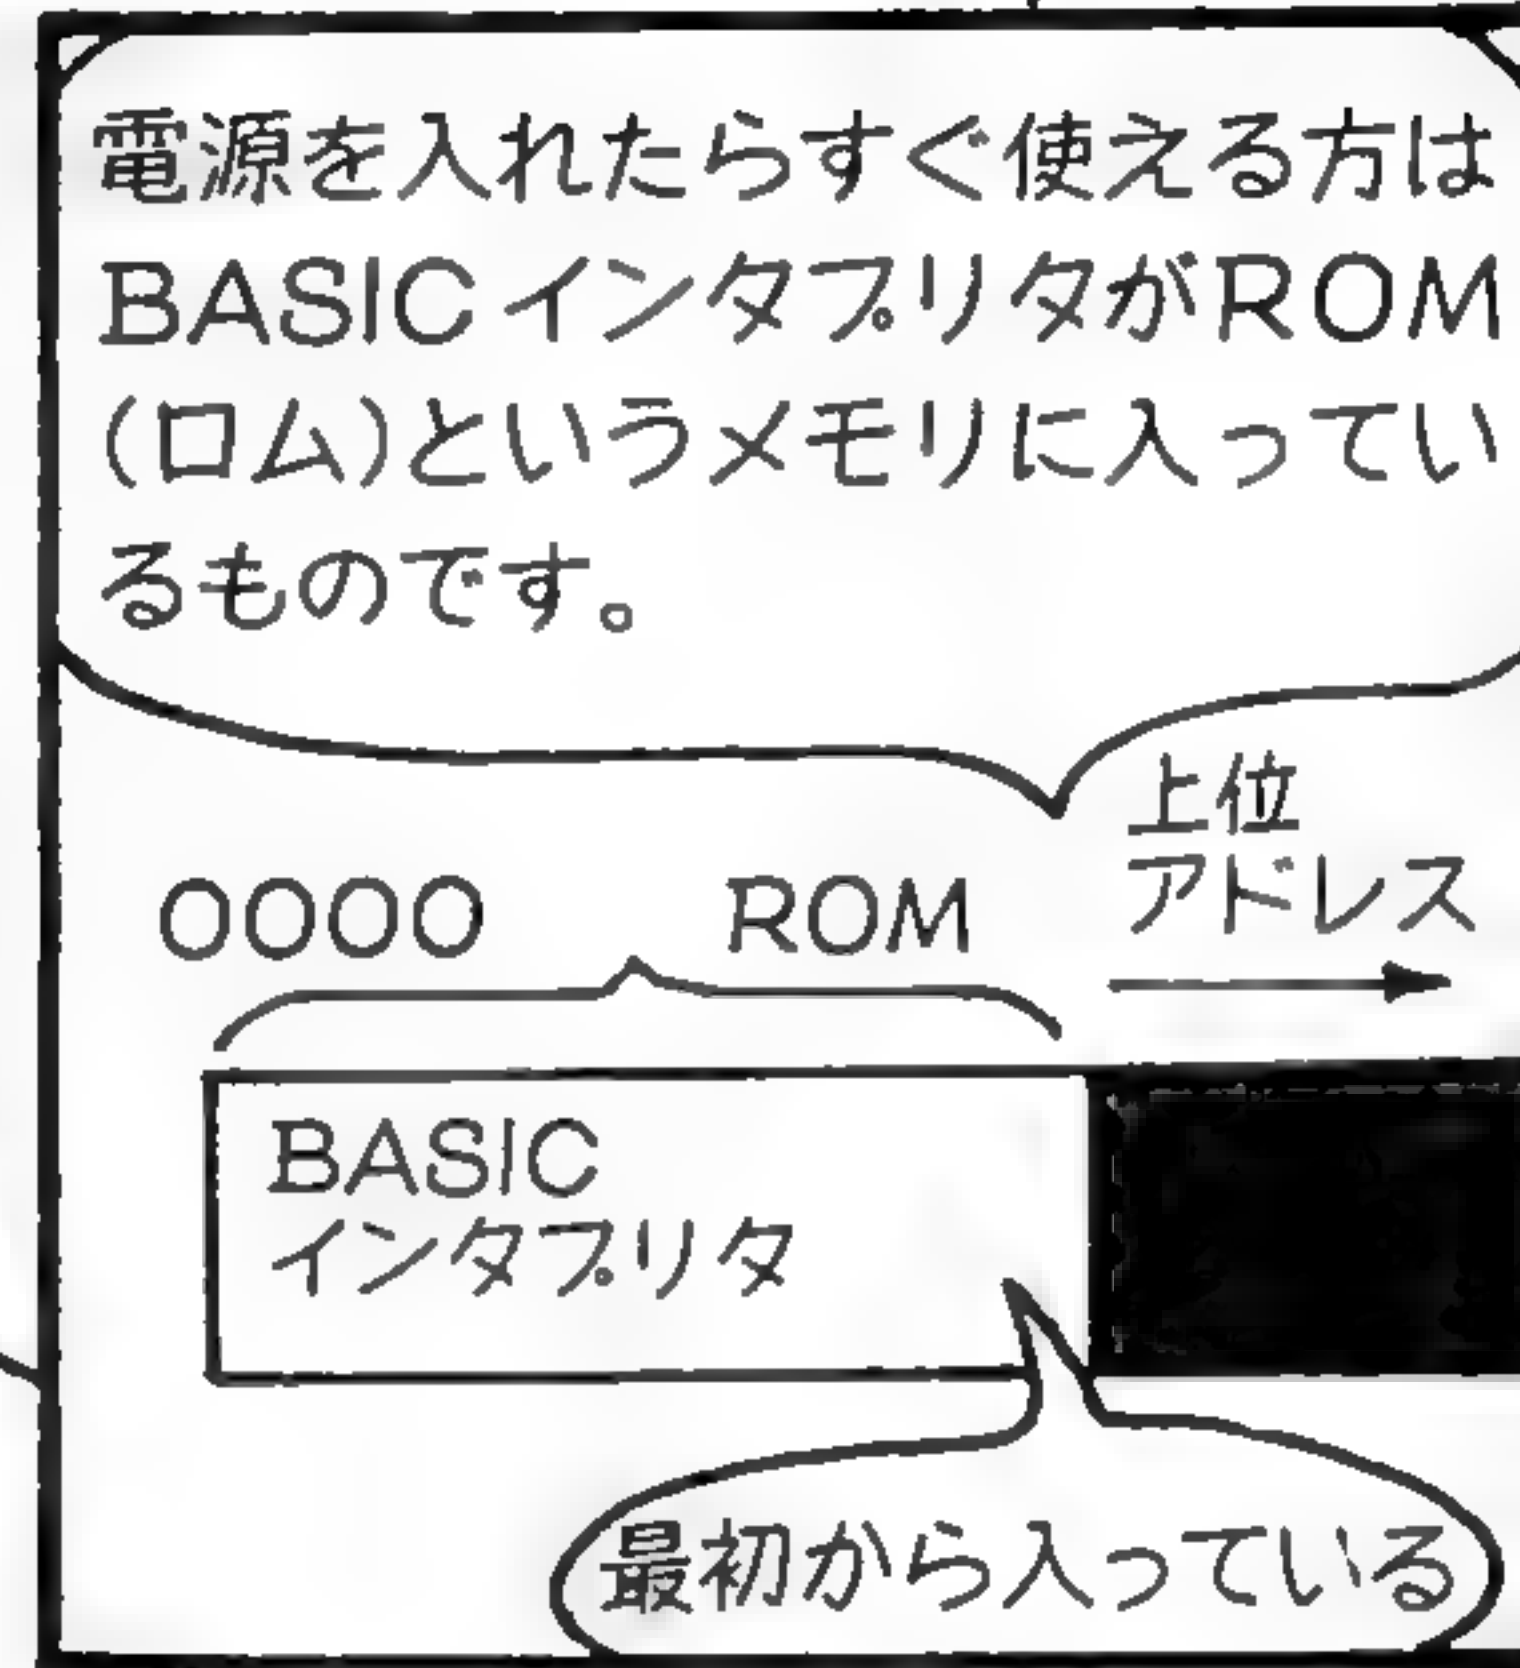 電源を入れたらすぐ使える方は
BASICインタプリタがROM
(ロム)というメモリに入ってい
るものです。
上位
アドレス
0000 ROM
BASIC
インタプリタ
最初から入っている